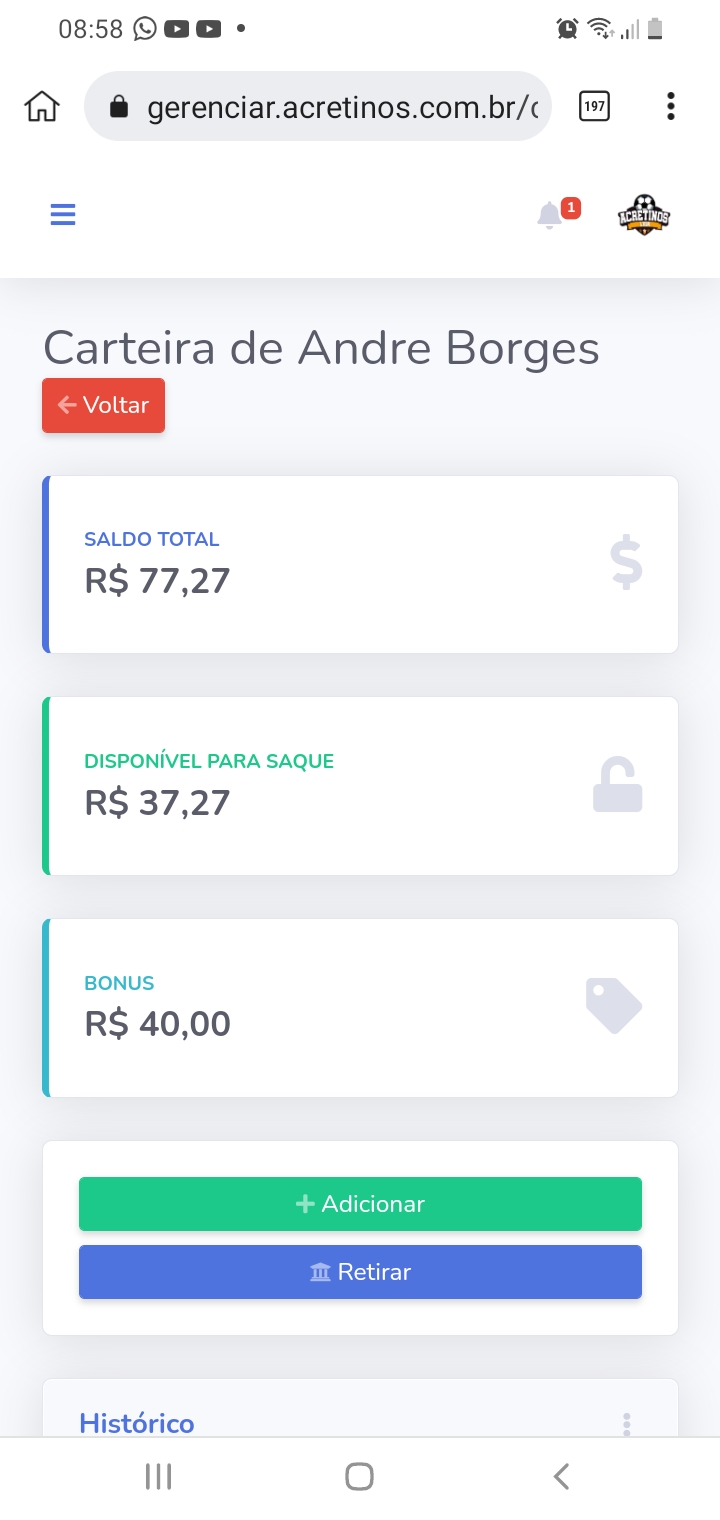 08:58
gerenciar.acretinos.com.br/
197
1
ACRETINOS
Carteira de Andre Borges
Voltar
SALDO TOTAL
R$ 77,27
DISPONÍVEL PARA SAQUE
R$ 37,27
BONUS
R$ 40,00
Adicionar
Retirar
Histórico